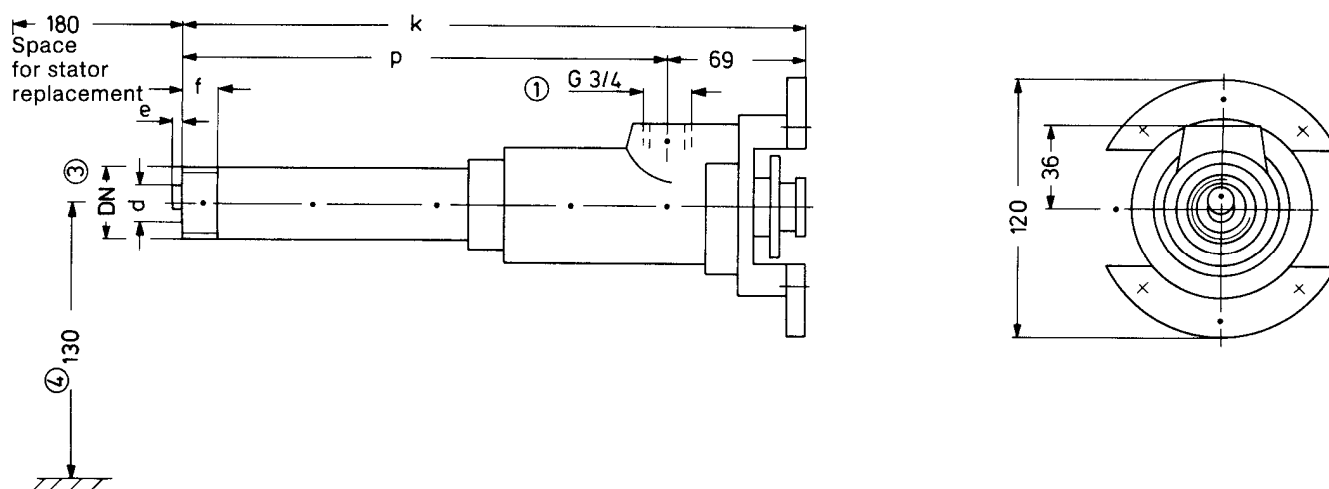 180
k
Space
for stator
replacement
p
69
f
① G 3/4
e
③
DN
d
④ 130
36
120